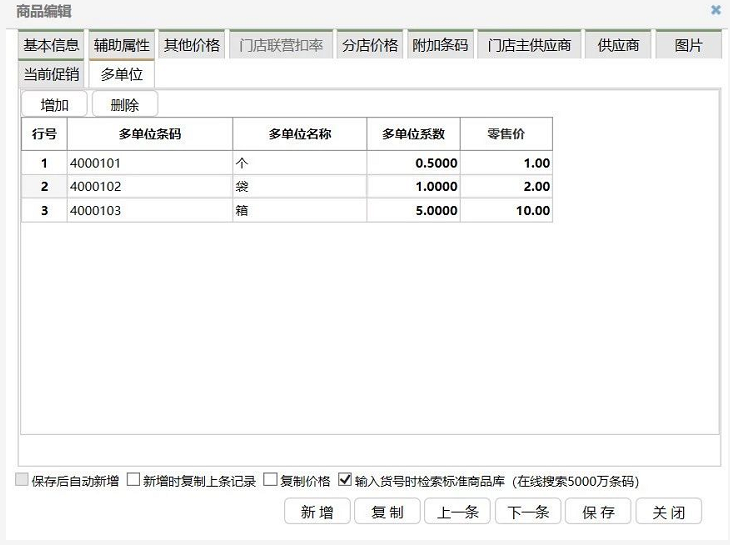 商品编辑
基本信息 辅助属性 其他价格 门店联营扣率 分店价格 附加条码 门店主供应商 供应商 图片
当前促销 多单位
增加 删除
行号 多单位条码 多单位名称 多单位系数 零售价
1 4000101 个 0.5000 1.00
2 4000102 袋 1.0000 2.00
3 4000103 箱 5.0000 10.00
保存后自动新增 新增时复制上条记录 复制价格 输入货号时检索标准商品库（在线搜索5000万条码）
新增 复制 上一条 下一条 保存 关闭